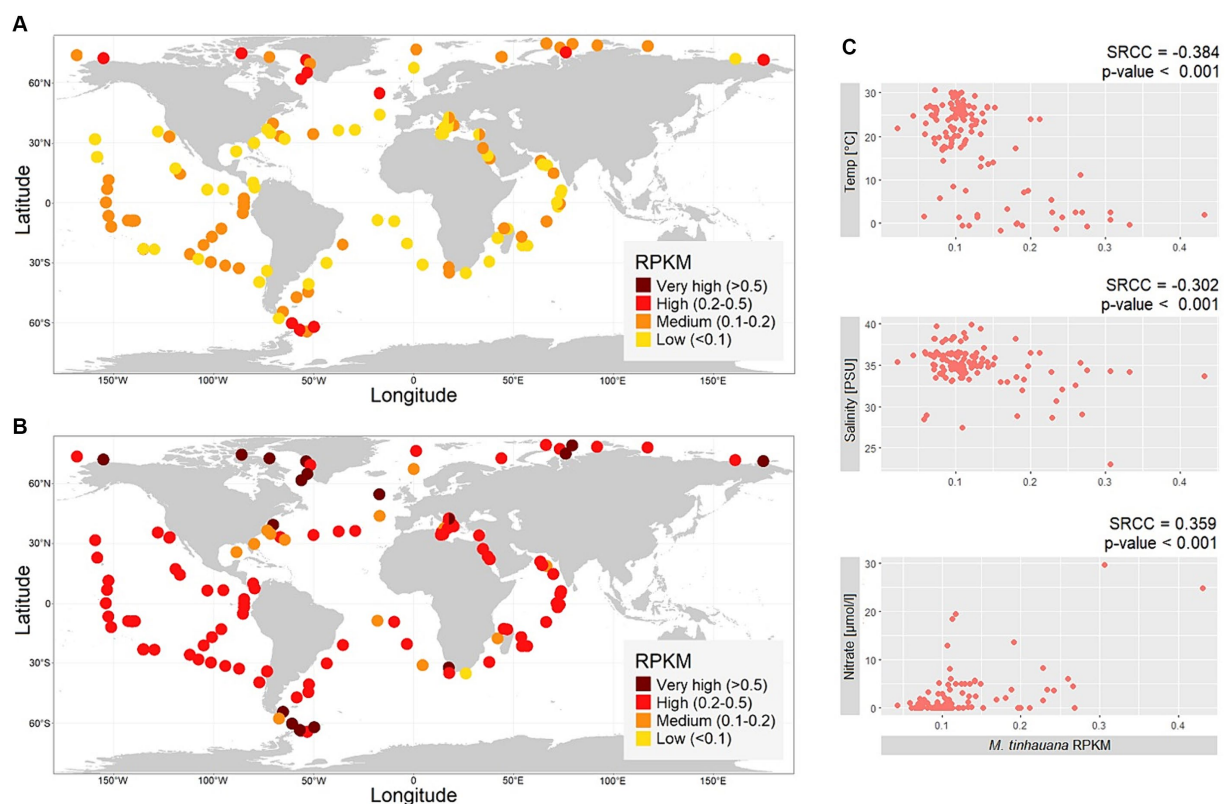 A
60°N
30°N
0
30°S
60°S
Latitude
150°W
100°W
50°W
0
50°E
100°E
150°E
Longitude
RPKM
Very high (>0.5)
High (0.2-0.5)
Medium (0.1-0.2)
Low (<0.1)
B
60°N
30°N
0
30°S
60°S
Latitude
150°W
100°W
50°W
0
50°E
100°E
150°E
Longitude
RPKM
Very high (>0.5)
High (0.2-0.5)
Medium (0.1-0.2)
Low (<0.1)
C
SRCC = -0.384
p-value < 0.001
Temp [°C]
30
20
10
0
0.1
0.2
0.3
0.4
SRCC = -0.302
p-value < 0.001
Salinity [PSU]
40
35
30
25
0.1
0.2
0.3
0.4
SRCC = 0.359
p-value < 0.001
Nitrate [µmol/l]
30
20
10
0
0.1
0.2
0.3
0.4
M. tinhauana RPKM